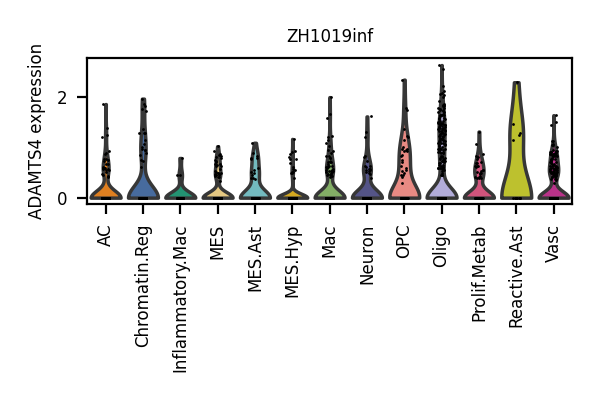 ZH1019inf
ADAMTS4 expression
2
0
AC
Chromatin.Reg
Inflammatory.Mac
MES
MES.Ast
MES.Hyp
Mac
Neuron
OPC
Oligo
Prolif.Metab
Reactive.Ast
Vasc